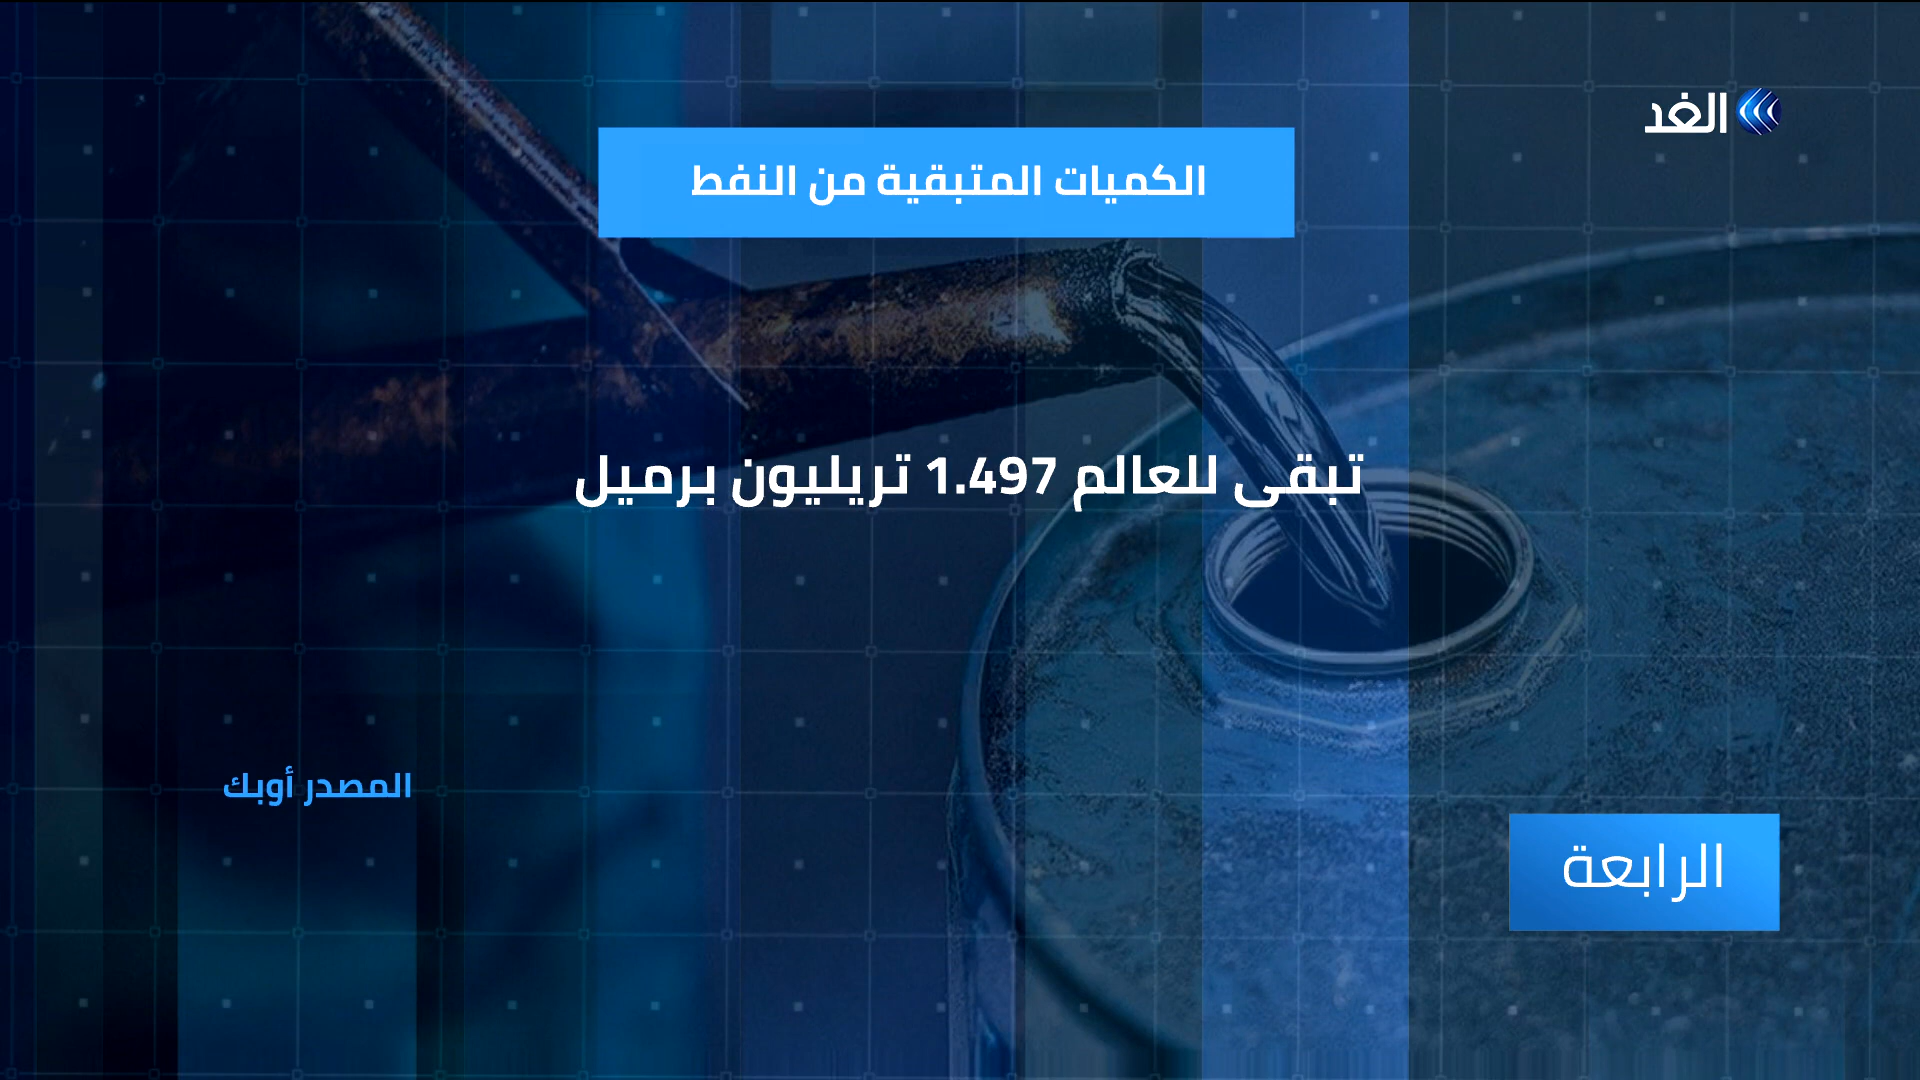 الغد
الكميات المتبقية من النفط
تبقى للعالم 1.497 تريليون برميل
المصدر أوبك
الرابعة